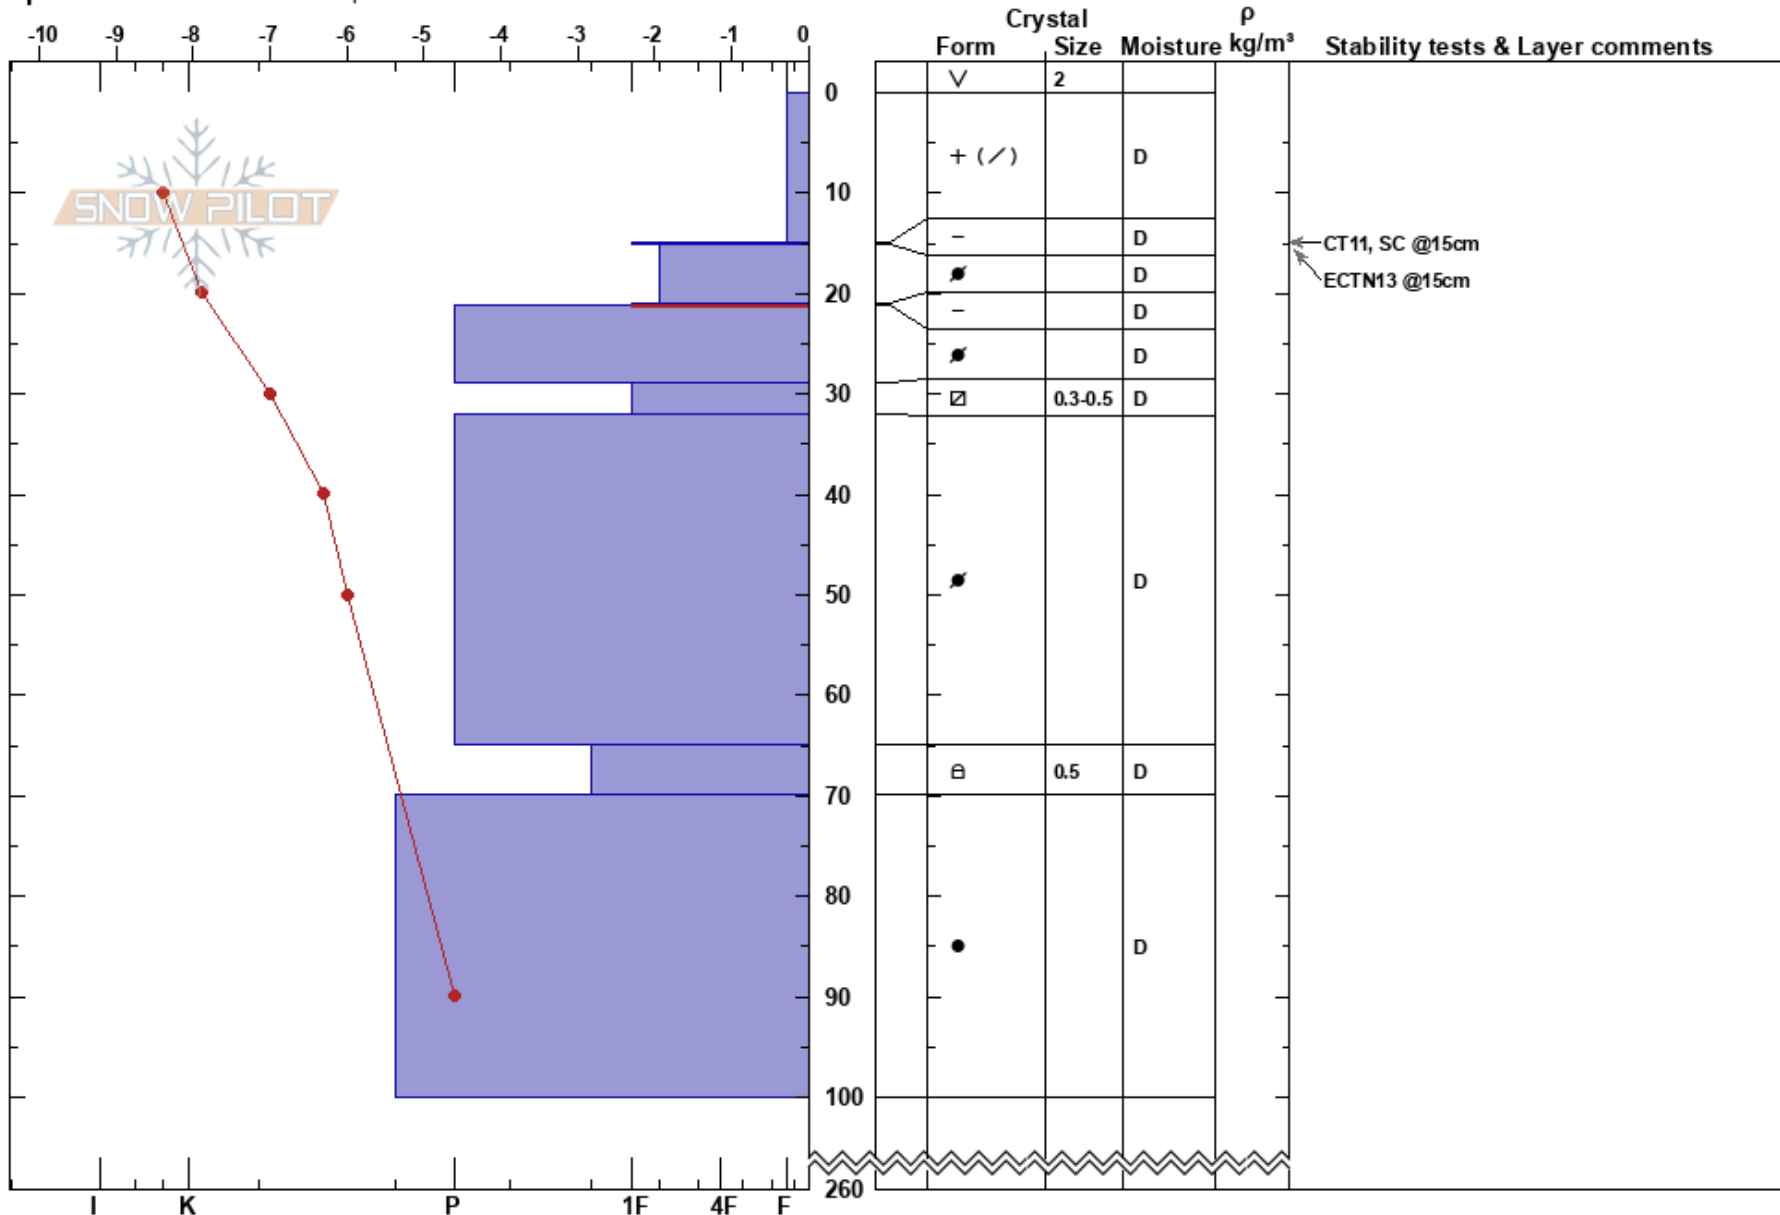 Crystal ρ
-10 -9 -8 -7 -6 -5 -4 -3 -2 -1 0 Form Size Moisture kg/m³ Stability tests & Layer comments
0 2
+ (/) D
SNOW PILOT
10
- D
CT11, SC @15cm
D
ECTN13 @15cm
20
- D
D
30 0.3-0.5 D
40
50 D
60
0.5 D
70
80
D
90
100
260
I K P 1F 4F F